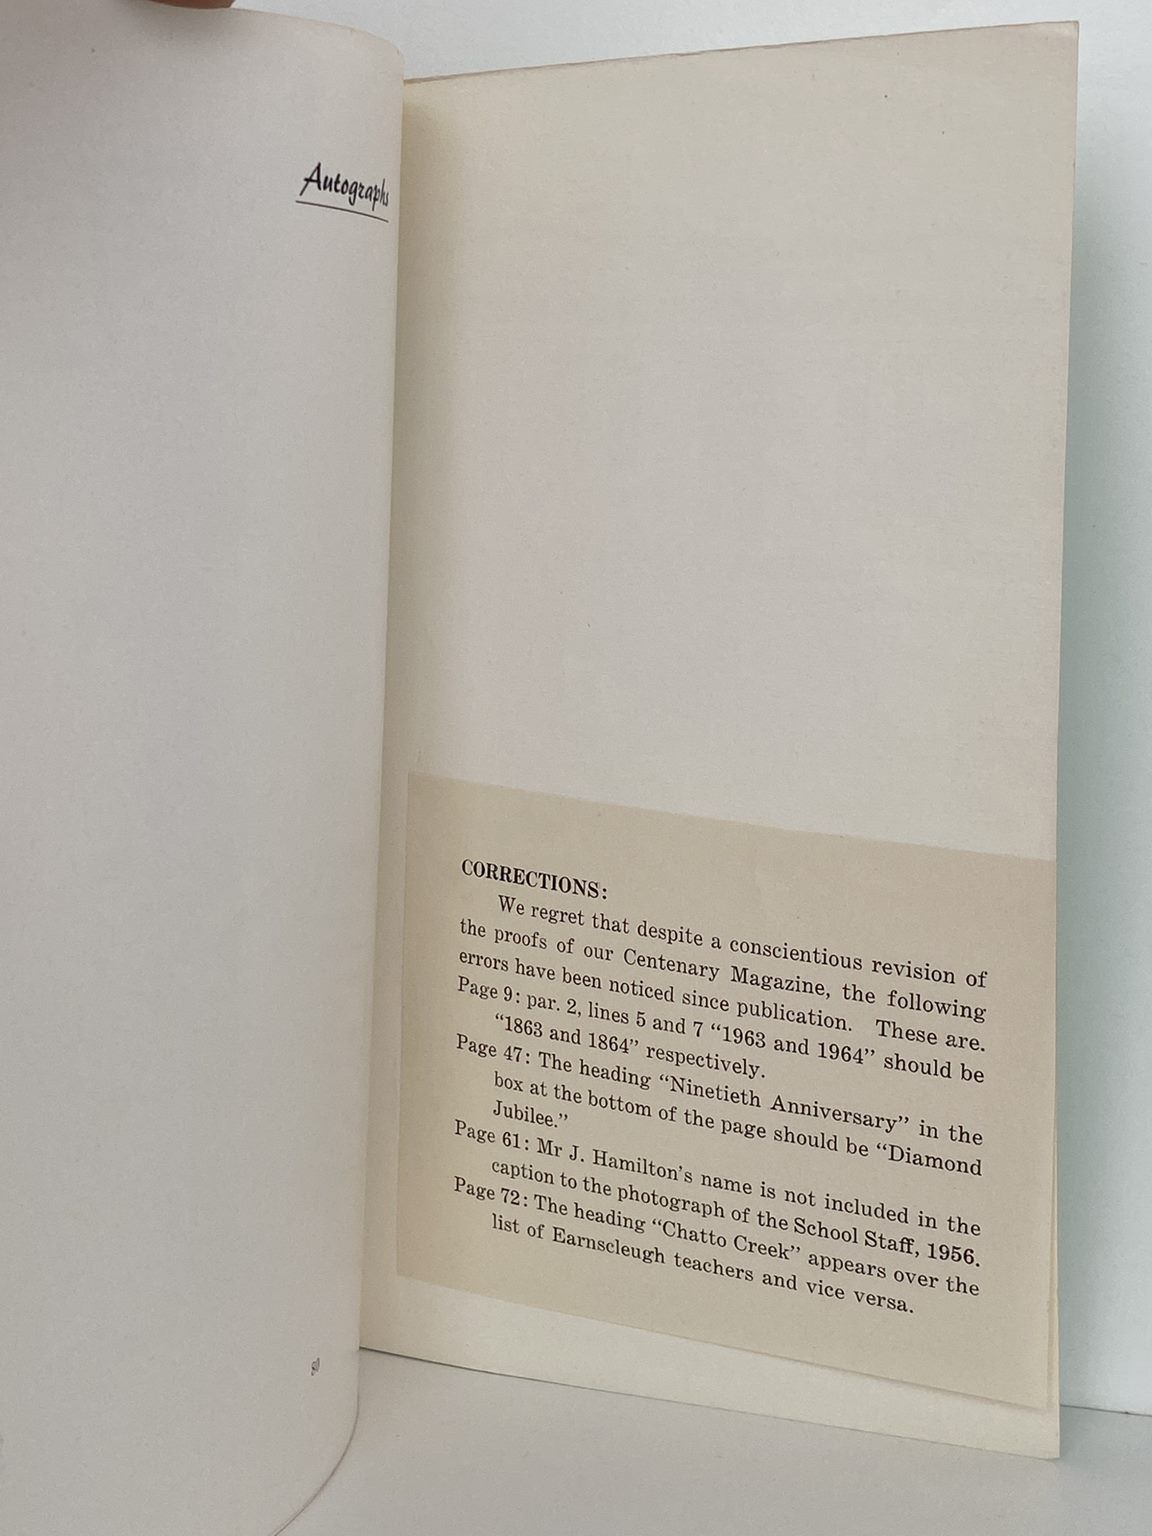 Autographs
80
CORRECTIONS:
We regret that despite a conscientious revision of
the proofs of our Centenary Magazine, the following
errors have been noticed since publication. These are.
Page 9: par. 2, lines 5 and 7 “1963 and 1964” should be
“1863 and 1864” respectively.
Page 47: The heading “Ninetieth Anniversary” in the
box at the bottom of the page should be “Diamond
Jubilee.”
Page 61: Mr J. Hamilton’s name is not included in the
caption to the photograph of the School Staff, 1956.
Page 72: The heading “Chatto Creek” appears over the
list of Earnscleugh teachers and vice versa.